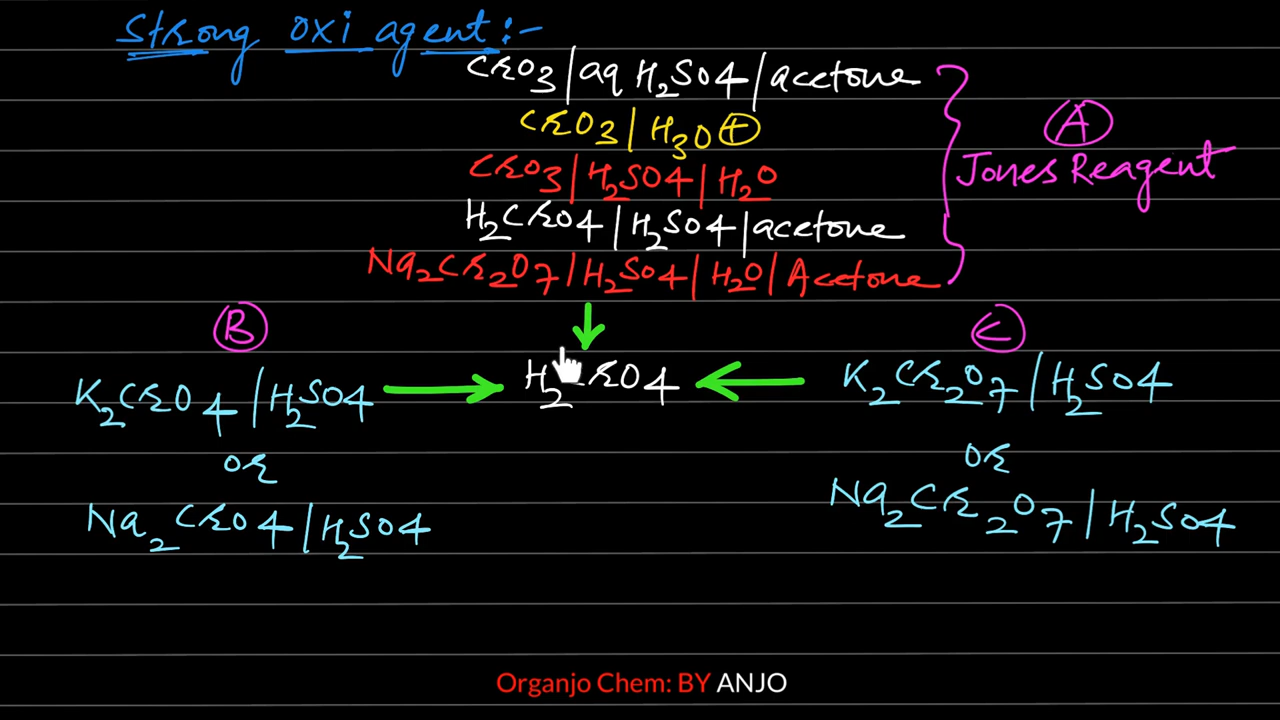 Strong oxi agent:-
CrO3|aq H2SO4|acetone
CrO3|H3O⊕
CrO3|H2SO4|H2O
H2CrO4|H2SO4|acetone
Na2Cr2O7|H2SO4|H2O|Acetone
A
Jones Reagent
B
K2CrO4|H2SO4
or
Na2CrO4|H2SO4
H2CrO4
C
K2Cr2O7|H2SO4
or
Na2Cr2O7|H2SO4
Organjo Chem: BY ANJO